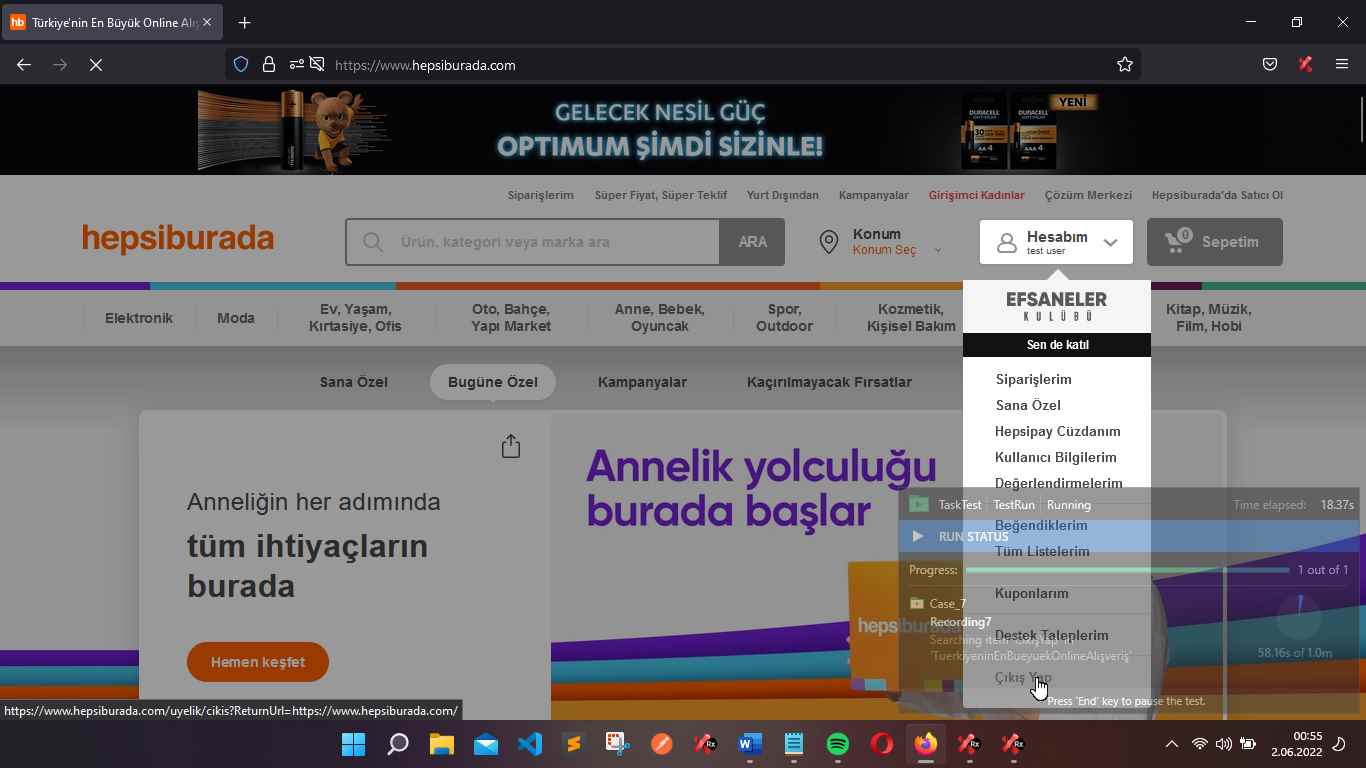 hb Türkiye'nin En Büyük Online Alış
https://www.hepsiburada.com
GELECEK NESİL GÜÇ
OPTIMUM ŞİMDİ SİZİNLE!
YENİ
DURACELL
OPTIMUM
DURACELL
OPTIMUM
AA 4
AAA 4
Siparişlerim Süper Fiyat, Süper Teklif Yurt Dışından Kampanyalar Girişimci Kadınlar Çözüm Merkezi Hepsiburada'da Satıcı Ol
hepsiburada
Ürün, kategori veya marka ara
ARA
Konum
Konum Seç
Hesabım
test user
0
Sepetim
Elektronik
Moda
Ev, Yaşam,
Kırtasiye, Ofis
Oto, Bahçe,
Yapı Market
Anne, Bebek,
Oyuncak
Spor,
Outdoor
Kozmetik,
Kişisel Bakım
Kitap, Müzik,
Film, Hobi
EFSANELER
KULÜBÜ
Sen de katıl
Siparişlerim
Sana Özel
Hepsipay Cüzdanım
Kullanıcı Bilgilerim
Değerlendirmelerim
Beğendiklerim
Tüm Listelerim
Kuponlarım
Destek Taleplerim
Çıkış Yap
Sana Özel Bugüne Özel Kampanyalar Kaçırılmayacak Fırsatlar
Anneliğin her adımında
tüm ihtiyaçların
burada
Hemen keşfet
Annelik yolculuğu
burada başlar
hepsiburada
TaskTest TestRun Running Time elapsed: 18.37s
RUN STATUS
Progress: 1 out of 1
Case_7
Recording7
Searching item 'CikisYap' in
'TuerkiyeninEnBueyuekOnlineAlışveriş'
58.16s of 1.0m
Press 'End' key to pause the test.
https://www.hepsiburada.com/uyelik/cikis?ReturnUrl=https://www.hepsiburada.com/
00:55
2.06.2022